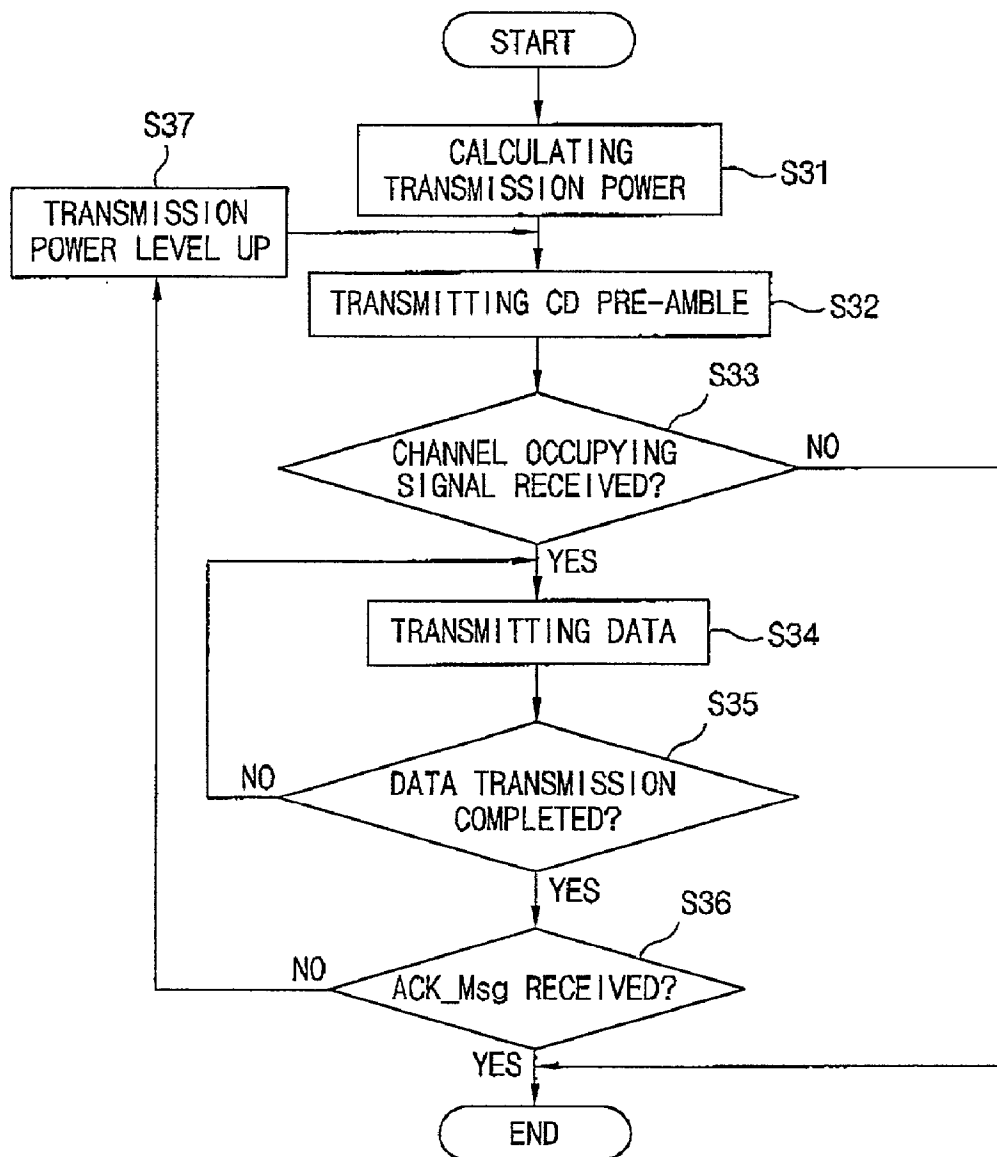 START
S37
CALCULATING
TRANSMISSION POWER
S31
TRANSMISSION
POWER LEVEL UP
TRANSMITTING CD PRE-AMBLE
S32
S33
CHANNEL OCCUPYING
SIGNAL RECEIVED?
NO
YES
TRANSMITTING DATA
S34
S35
NO
DATA TRANSMISSION
COMPLETED?
YES
S36
NO
ACK_Msg RECEIVED?
YES
END